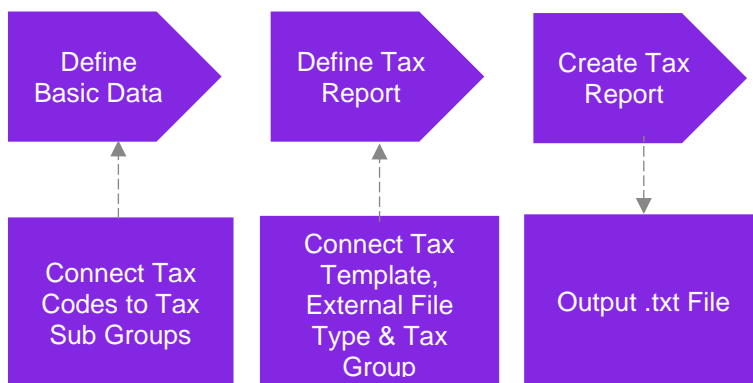 Define
Basic Data
Define Tax
Report
Create Tax
Report
Connect Tax
Codes to Tax
Sub Groups
Connect Tax
Template,
External File
Type & Tax
Group
Output .txt File